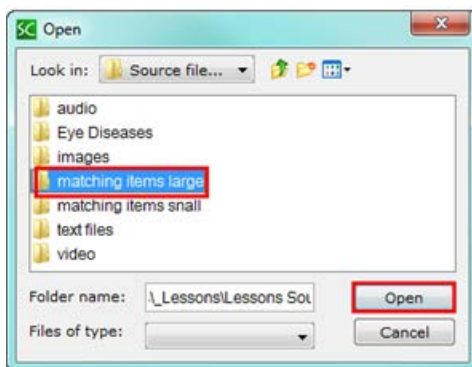 SC Open
X
Look in: Source file...
audio
Eye Diseases
images
matching items large
matching items snall
text files
video
Folder name: .\_Lessons\Lessons Sou Open
Files of type: Cancel